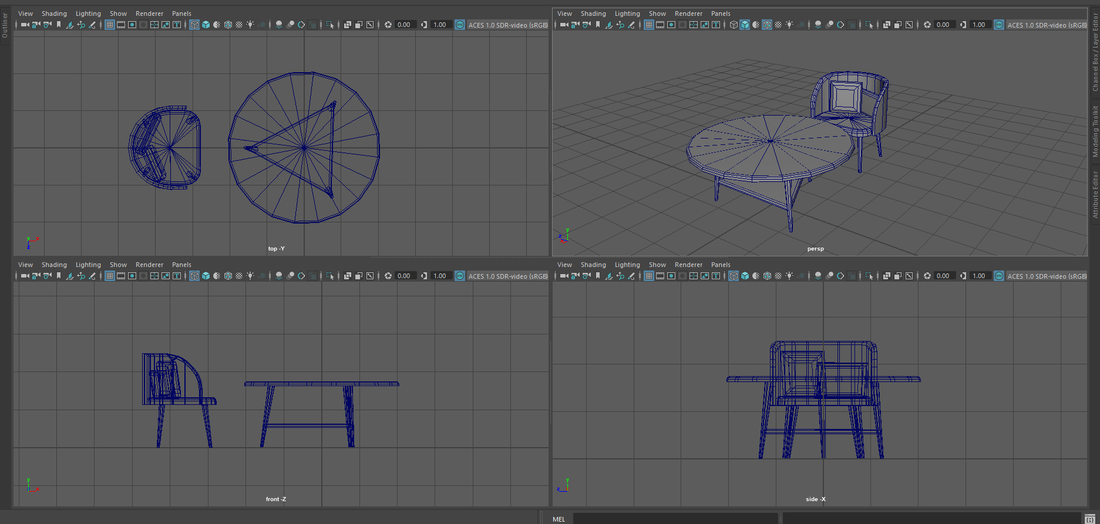 View Shading Lighting Show Renderer Panels
0.00 1.00 ACES 1.0 SDR-video (sRGB
top -Y
View Shading Lighting Show Renderer Panels
0.00 1.00 ACES 1.0 SDR-video (sRGB
persp
View Shading Lighting Show Renderer Panels
0.00 1.00 ACES 1.0 SDR-video (sRGB
front -Z
View Shading Lighting Show Renderer Panels
0.00 1.00 ACES 1.0 SDR-video (sRGB
side -X
Outliner
Channel Box / Layer Editor
Modeling Toolkit
Attribute Editor
MEL